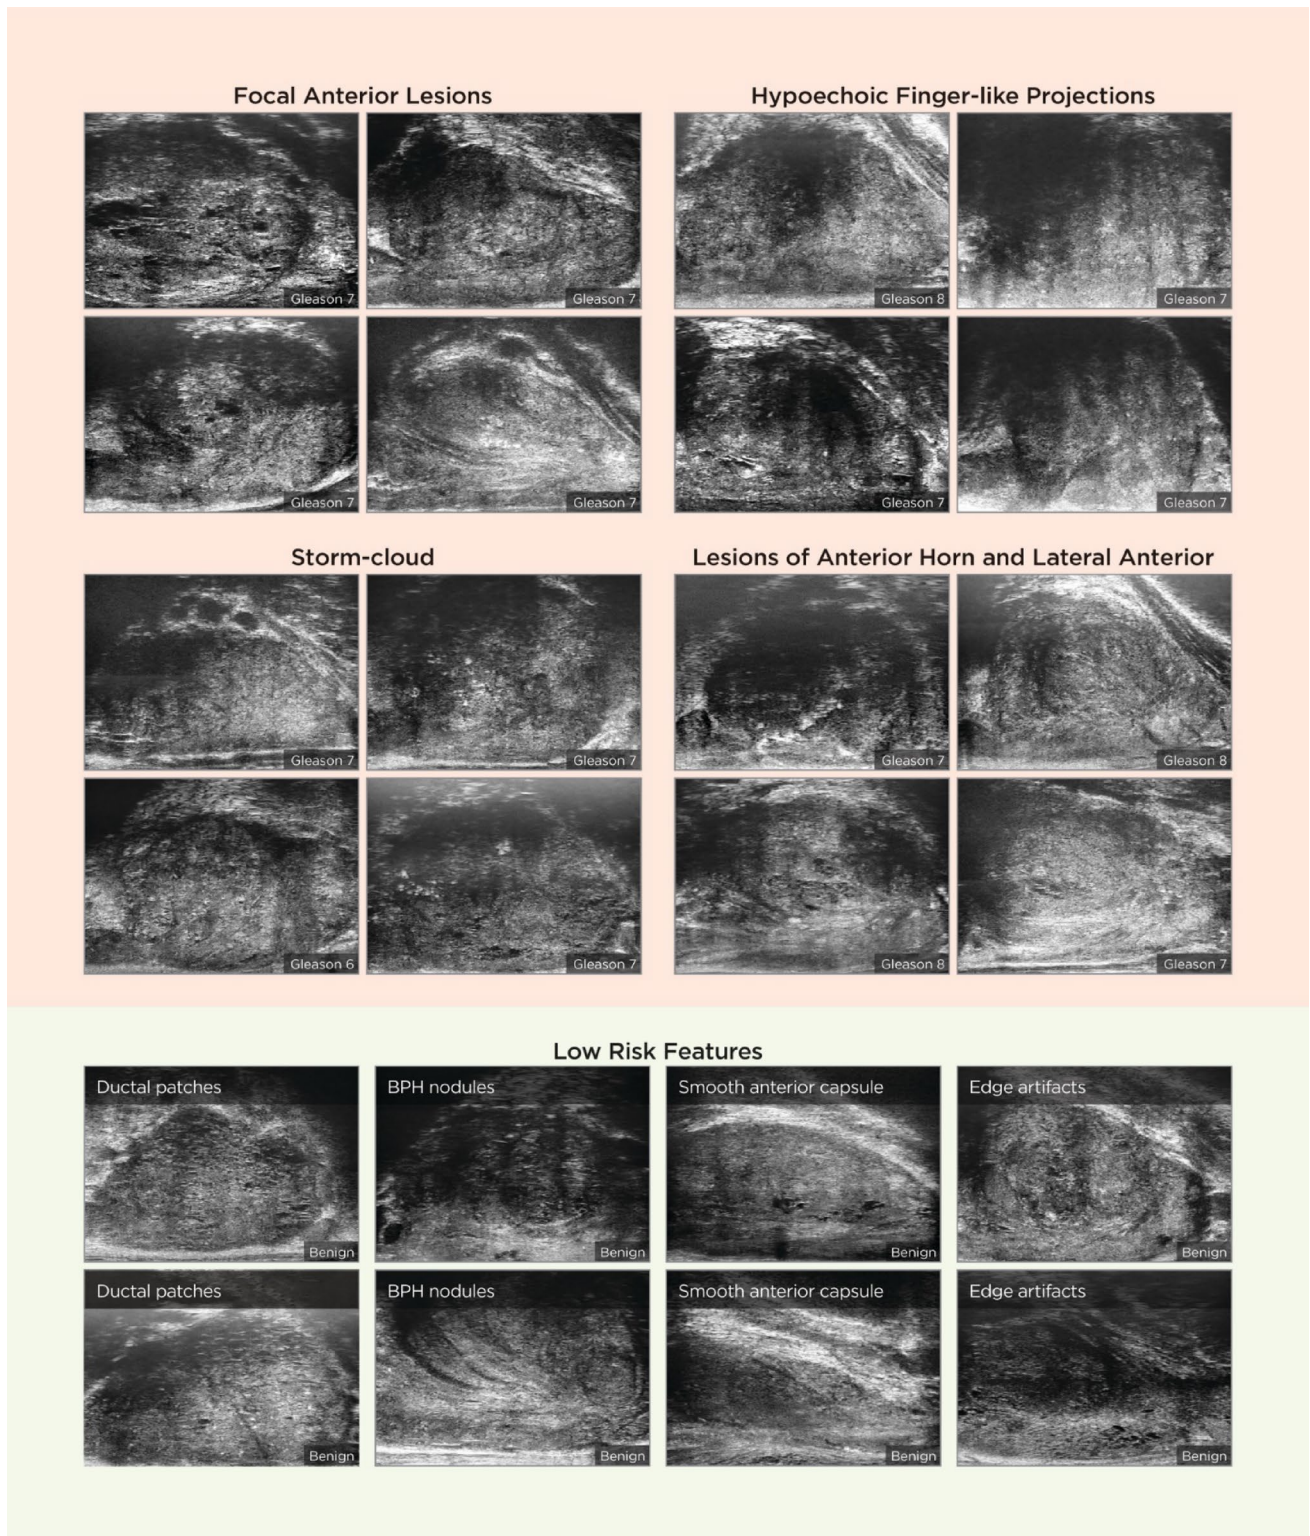 Focal Anterior Lesions
Hypoechoic Finger-like Projections
Gleason 7
Gleason 7
Gleason 8
Gleason 7
Gleason 7
Gleason 7
Gleason 7
Gleason 7
Storm-cloud
Lesions of Anterior Horn and Lateral Anterior
Gleason 7
Gleason 7
Gleason 7
Gleason 8
Gleason 6
Gleason 7
Gleason 8
Gleason 7
Low Risk Features
Ductal patches
BPH nodules
Smooth anterior capsule
Edge artifacts
Benign
Benign
Benign
Benign
Ductal patches
BPH nodules
Smooth anterior capsule
Edge artifacts
Benign
Benign
Benign
Benign